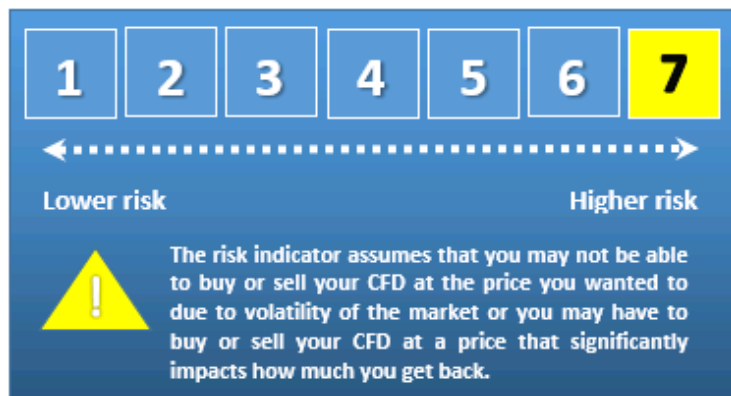 1 2 3 4 5 6 7
Lower risk Higher risk
!
The risk indicator assumes that you may not be able
to buy or sell your CFD at the price you wanted to
due to volatility of the market or you may have to
buy or sell your CFD at a price that significantly
impacts how much you get back.